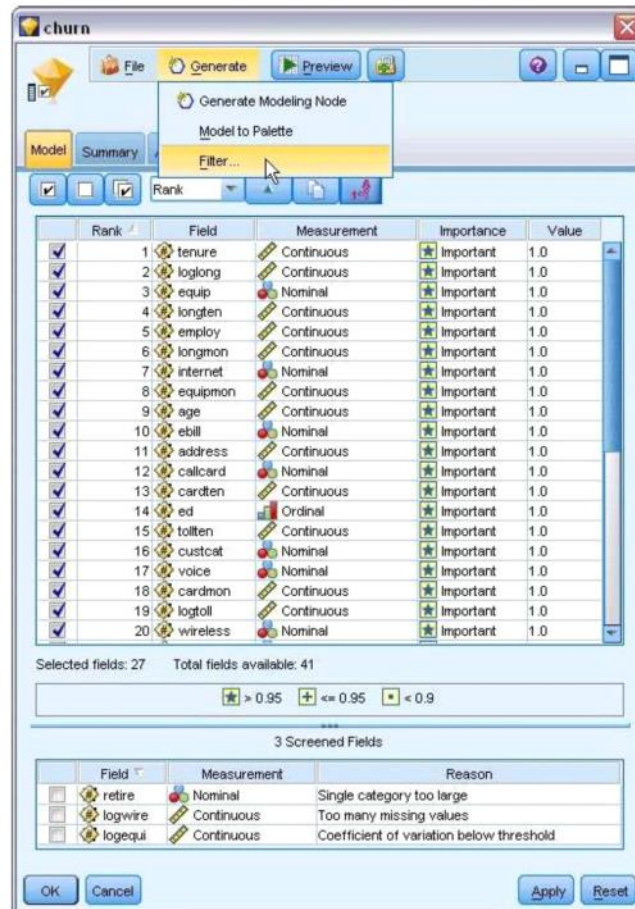 churn
File Generate Preview
Generate Modeling Node
Model to Palette
Filter...
Model Summary
Rank
Rank Field Measurement Importance Value
1 tenure Continuous Important 1.0
2 loglong Continuous Important 1.0
3 equip Nominal Important 1.0
4 longten Continuous Important 1.0
5 employ Continuous Important 1.0
6 longmon Continuous Important 1.0
7 internet Nominal Important 1.0
8 equipmon Continuous Important 1.0
9 age Continuous Important 1.0
10 ebill Nominal Important 1.0
11 address Continuous Important 1.0
12 callcard Nominal Important 1.0
13 cardten Continuous Important 1.0
14 ed Ordinal Important 1.0
15 tollten Continuous Important 1.0
16 custcat Nominal Important 1.0
17 voice Nominal Important 1.0
18 cardmon Continuous Important 1.0
19 logtoll Continuous Important 1.0
20 wireless Nominal Important 1.0
Selected fields: 27 Total fields available: 41
> 0.95 <= 0.95 < 0.9
3 Screened Fields
Field Measurement Reason
retire Nominal Single category too large
logwire Continuous Too many missing values
logequi Continuous Coefficient of variation below threshold
OK Cancel Apply Reset